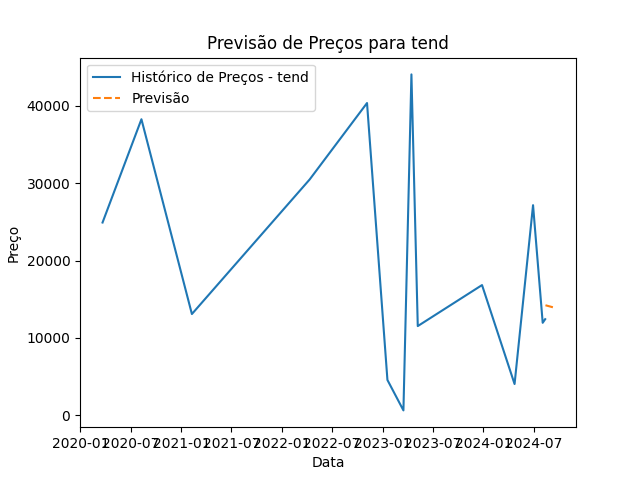 Previsão de Preços para tend
Histórico de Preços - tend
Previsão
Preço
40000
30000
20000
10000
0
2020-01 2020-07 2021-01 2021-07 2022-01 2022-07 2023-01 2023-07 2024-01 2024-07
Data